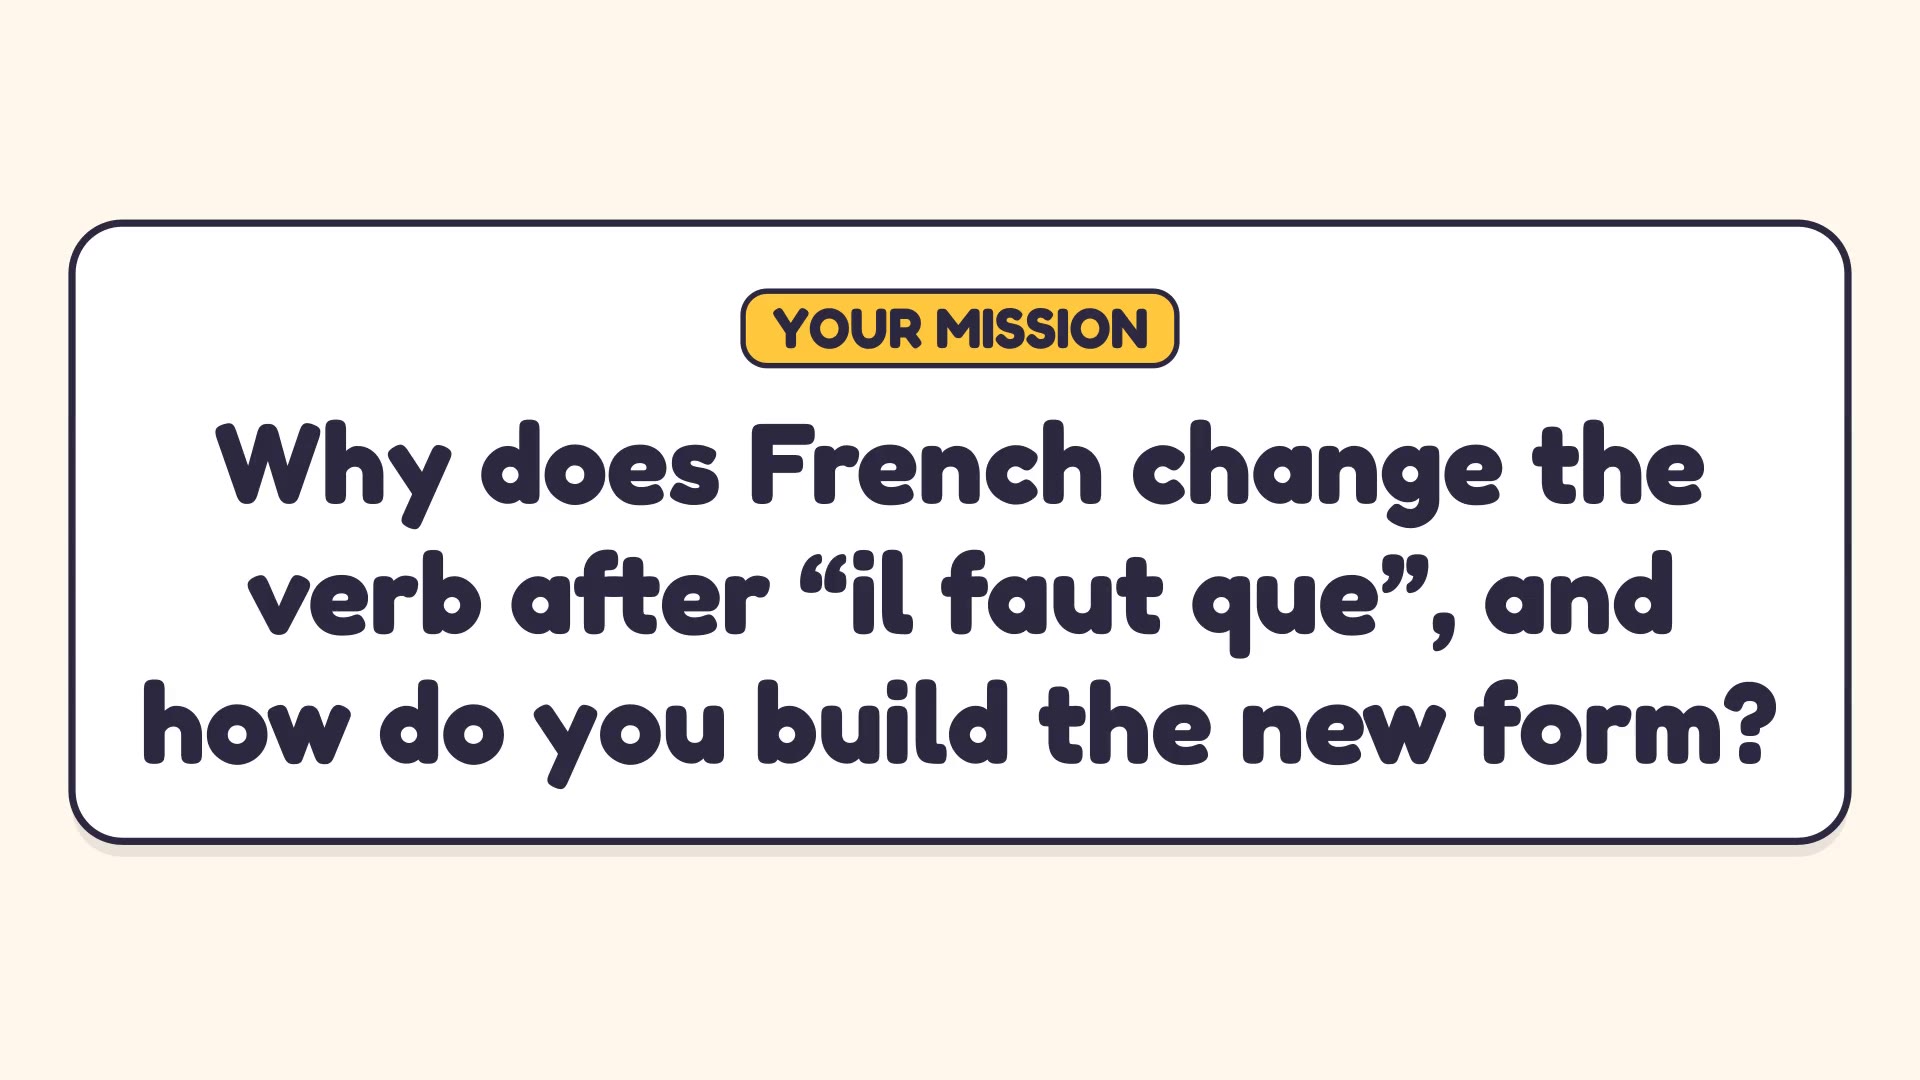 YOUR MISSION
Why does French change the
verb after “il faut que”, and
how do you build the new form?